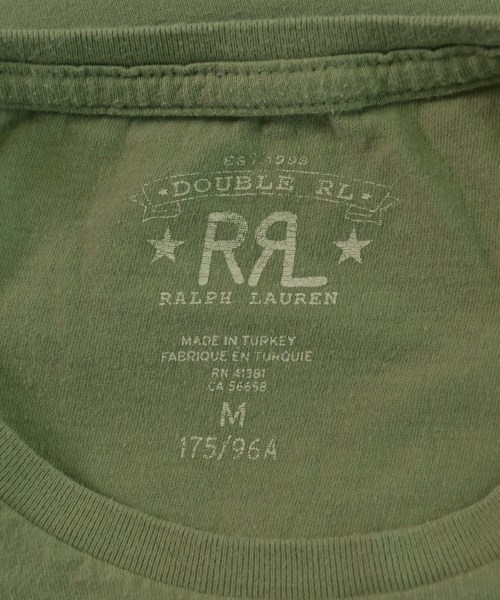 EST. 1993
DOUBLE RL
RRL
RALPH LAUREN
MADE IN TURKEY
FABRIQUE EN TURQUIE
RN 41381
CA 56658
M
175/96A